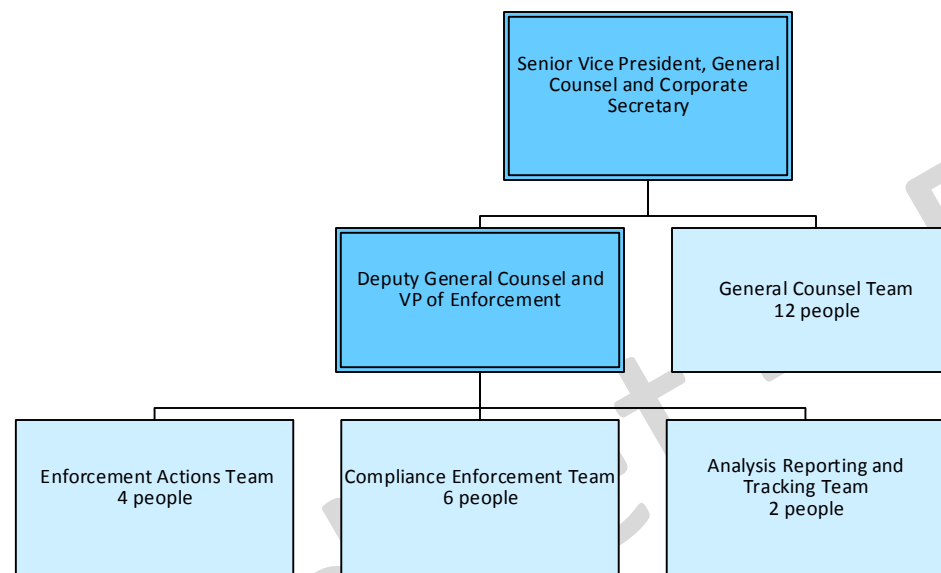 Senior Vice President, General
Counsel and Corporate
Secretary
Deputy General Counsel and
VP of Enforcement
General Counsel Team
12 people
Enforcement Actions Team
4 people
Compliance Enforcement Team
6 people
Analysis Reporting and
Tracking Team
2 people